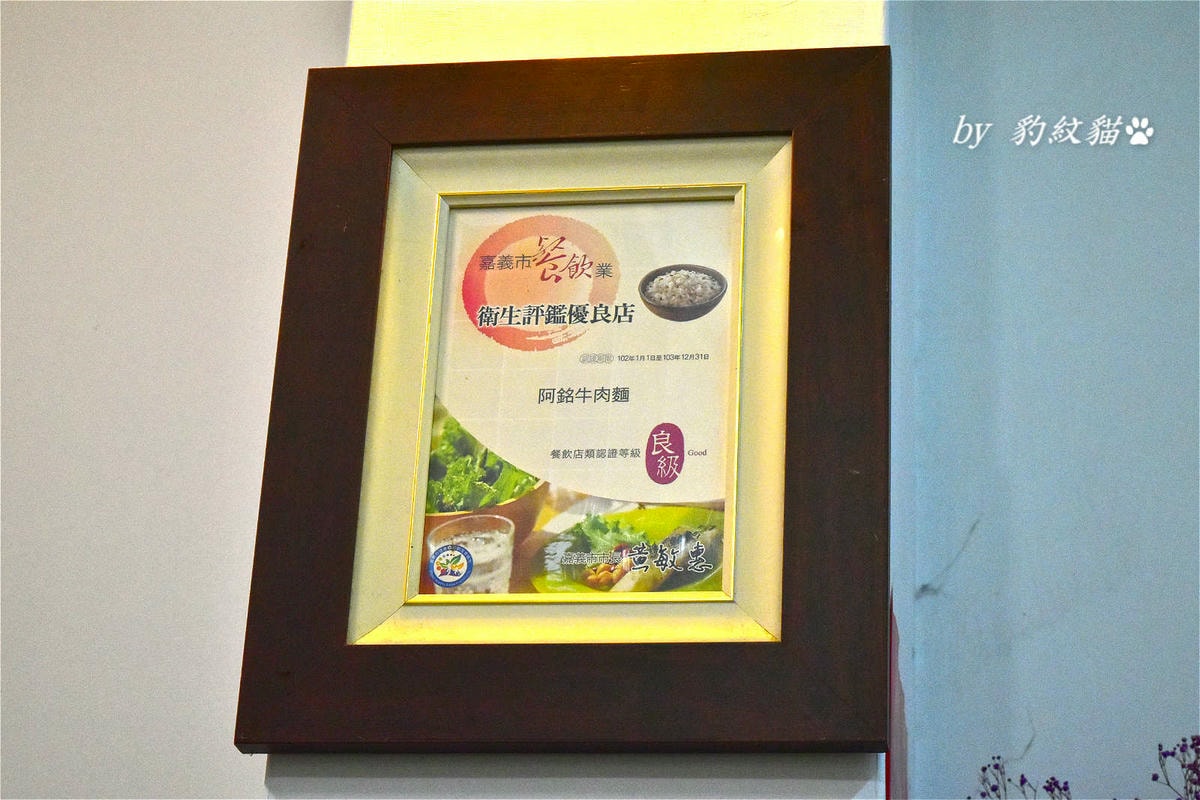 by 豹紋貓
嘉義市餐飲業
衛生評鑑優良店
102年1月1日至103年12月31日
阿銘牛肉麵
餐飲店類認證等級 良級 Good
嘉義市市長 黃敏惠